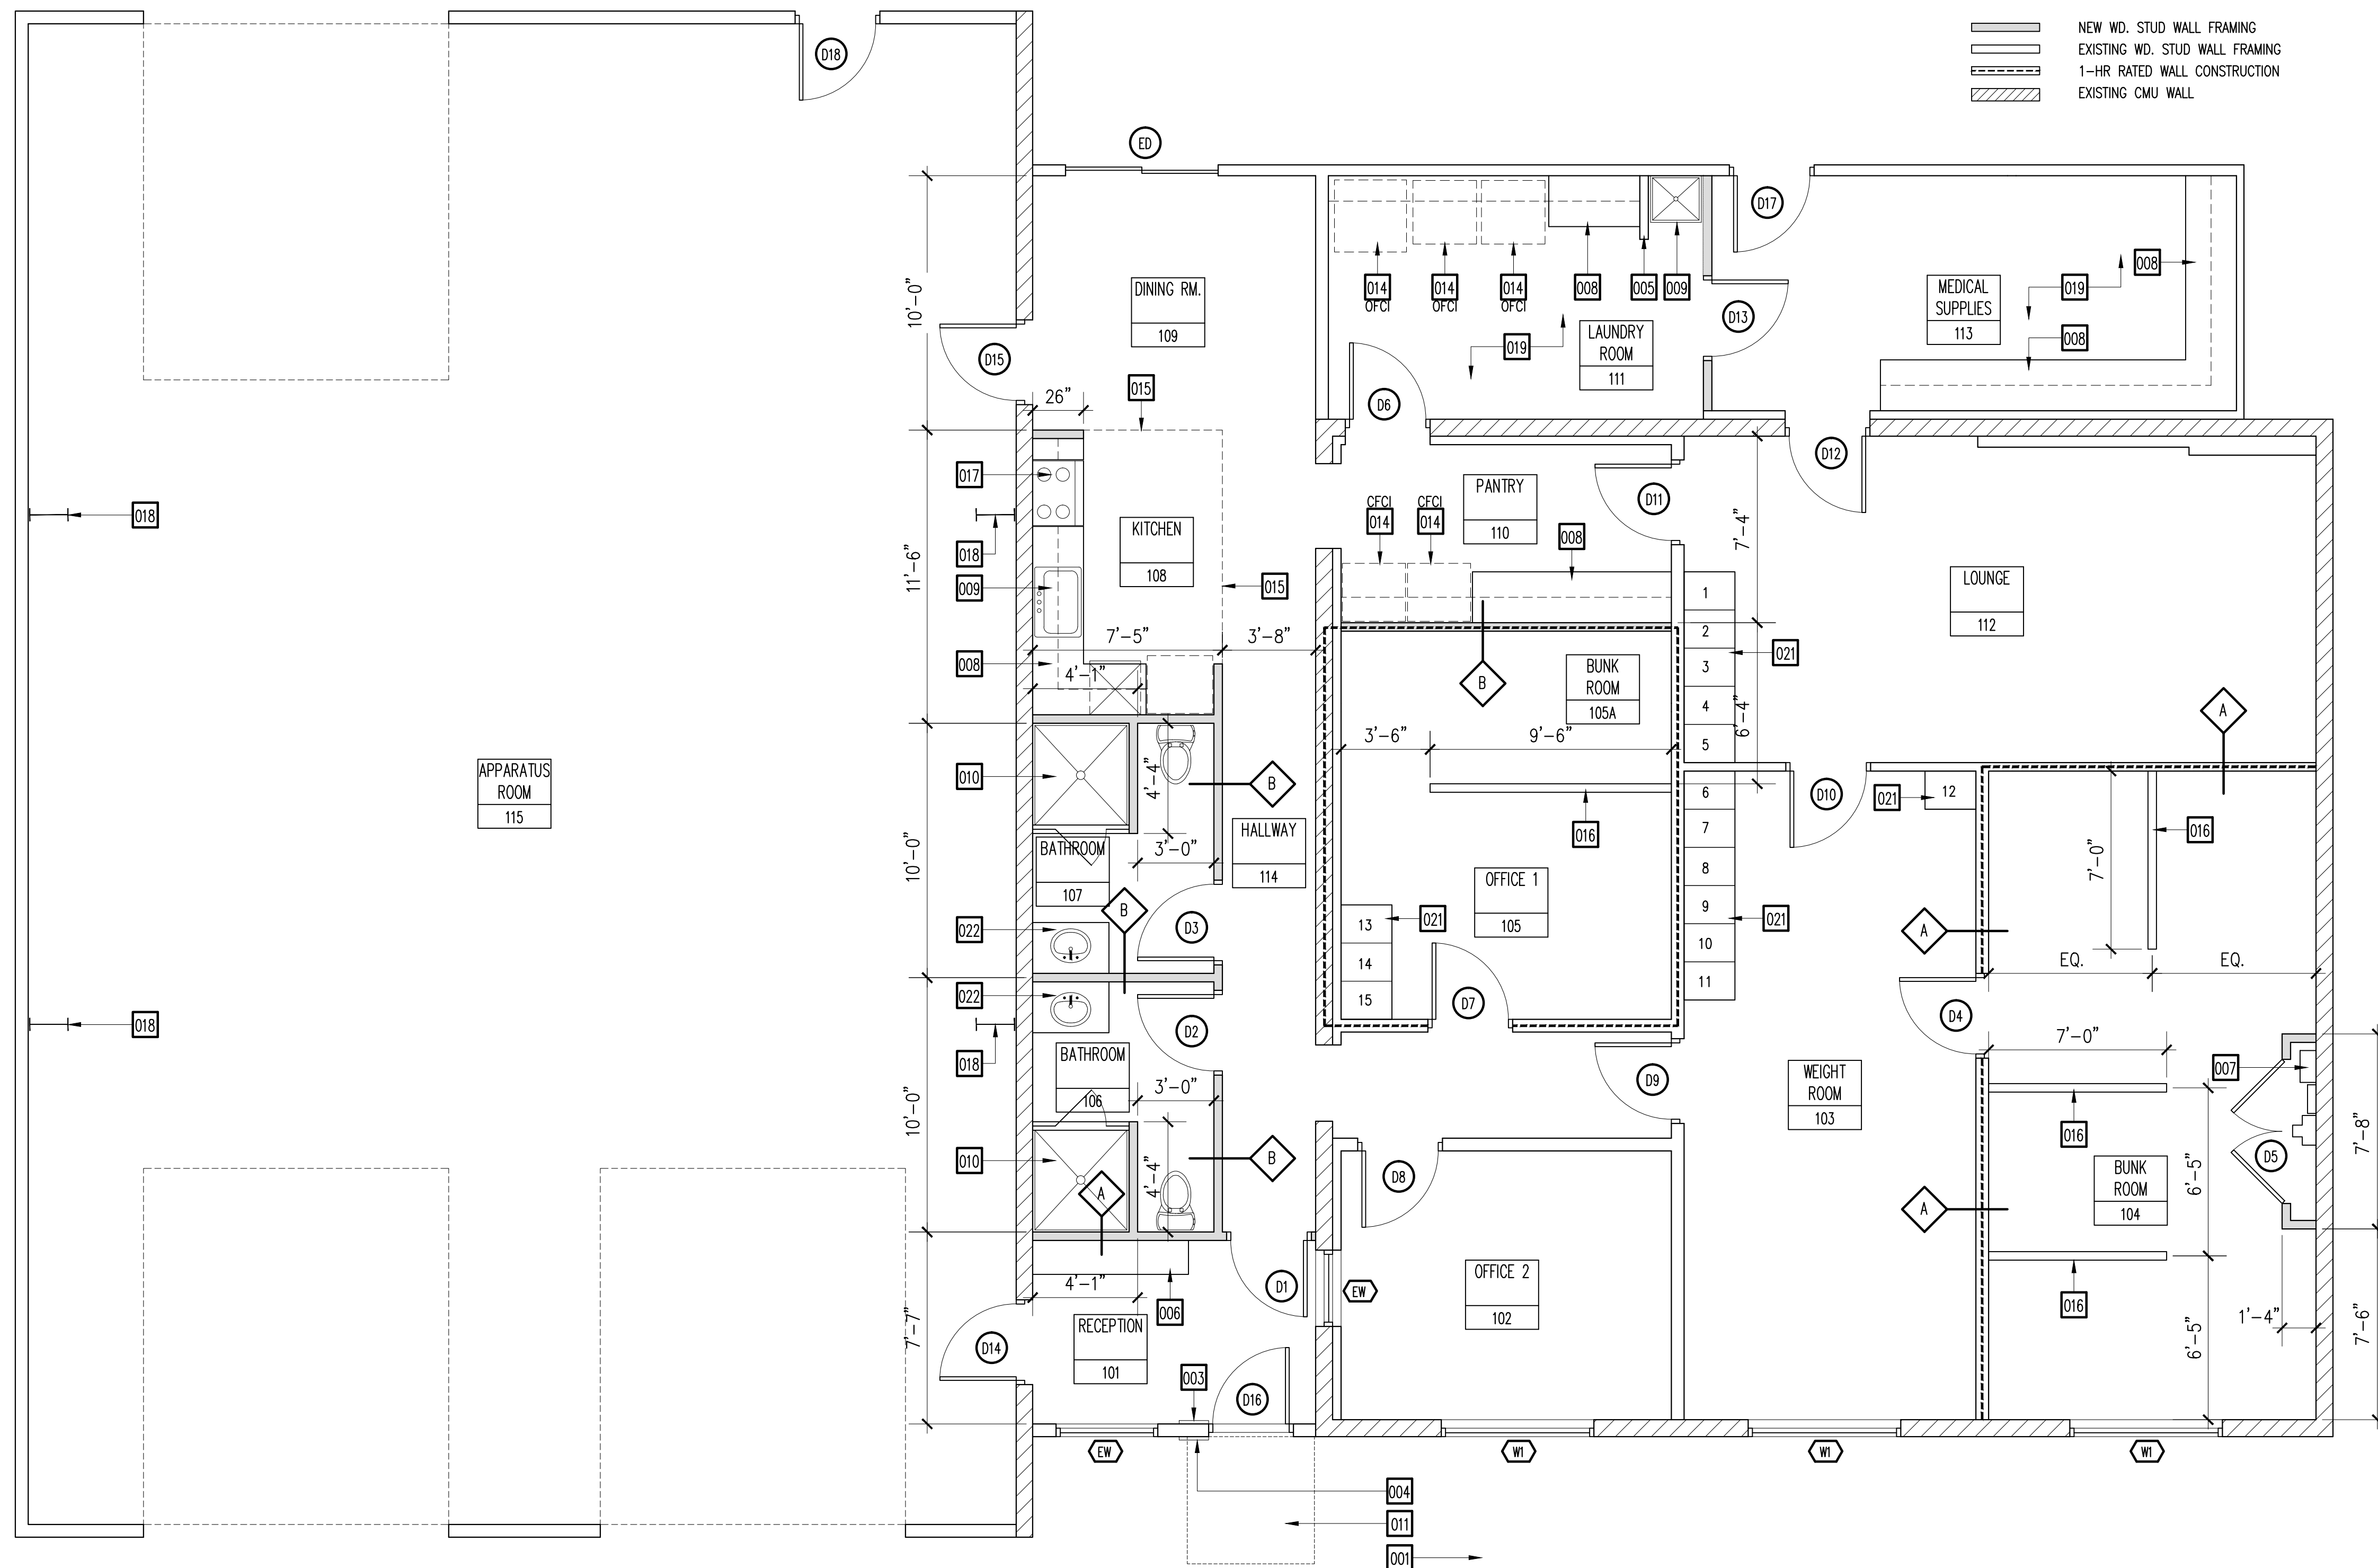 NEW WD. STUD WALL FRAMING
EXISTING WD. STUD WALL FRAMING
1-HR RATED WALL CONSTRUCTION
EXISTING CMU WALL
D18
ED
D17
10'-0"
DINING RM.
109
014
014
014
008
005
009
OFCI
OFCI
OFCI
D13
019
LAUNDRY
ROOM
111
MEDICAL
SUPPLIES
113
019
008
008
D15
26"
015
D6
D12
017
018
018
11'-6"
009
008
KITCHEN
108
015
7'-5"
3'-8"
4'-1"
CFCI
CFCI
014
014
PANTRY
110
008
D11
7'-4"
LOUNGE
112
1
2
3
4
5
021
6'-4"
B
BUNK
ROOM
105A
A
3'-6"
9'-6"
APPARATUS
ROOM
115
010
4'-4"
B
10'-0"
BATHROOM
107
3'-0"
HALLWAY
114
016
6
7
8
9
10
11
021
D10
021
12
016
7'-0"
OFFICE 1
105
B
D3
022
13
14
15
021
A
EQ.
EQ.
018
022
018
D2
D7
D4
BATHROOM
106
3'-0"
10'-0"
D9
WEIGHT
ROOM
103
7'-0"
007
016
7'-8"
010
A
4'-4"
B
D8
A
BUNK
ROOM
104
6'-5"
D5
4'-1"
006
D1
EW
OFFICE 2
102
016
1'-4"
7'-7"
D14
RECEPTION
101
6'-5"
7'-6"
003
D16
EW
W1
W1
W1
004
011
001